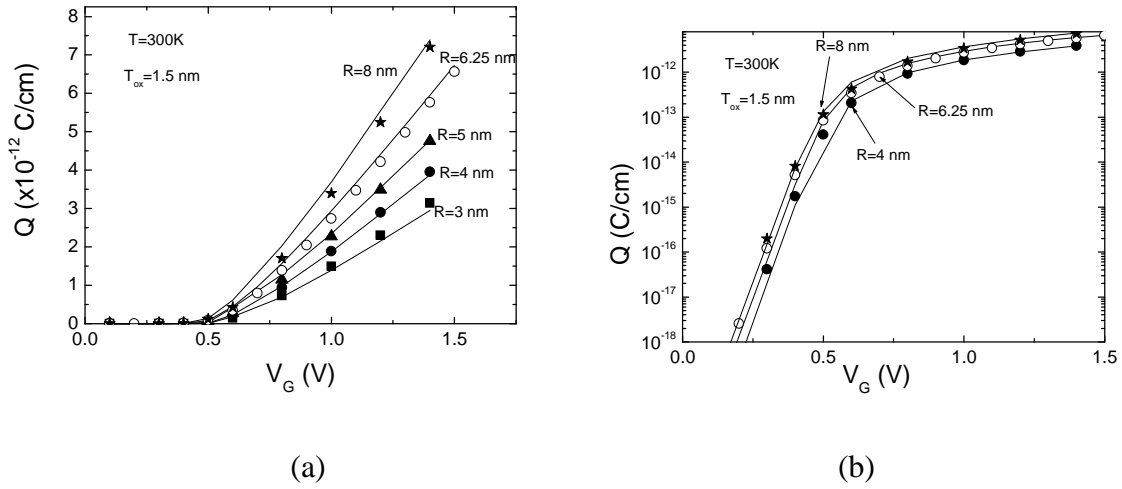 8
7
6
5
4
3
2
1
0
Q (x10⁻¹² C/cm)
T=300K
Tₒₓ=1.5 nm
R=8 nm
R=6.25 nm
R=5 nm
R=4 nm
R=3 nm
0.0 0.5 1.0 1.5
V_G (V)
(a)
10⁻¹²
10⁻¹³
10⁻¹⁴
10⁻¹⁵
10⁻¹⁶
10⁻¹⁷
10⁻¹⁸
Q (C/cm)
T=300K
Tₒₓ=1.5 nm
R=8 nm
R=6.25 nm
R=4 nm
0.0 0.5 1.0 1.5
V_G (V)
(b)